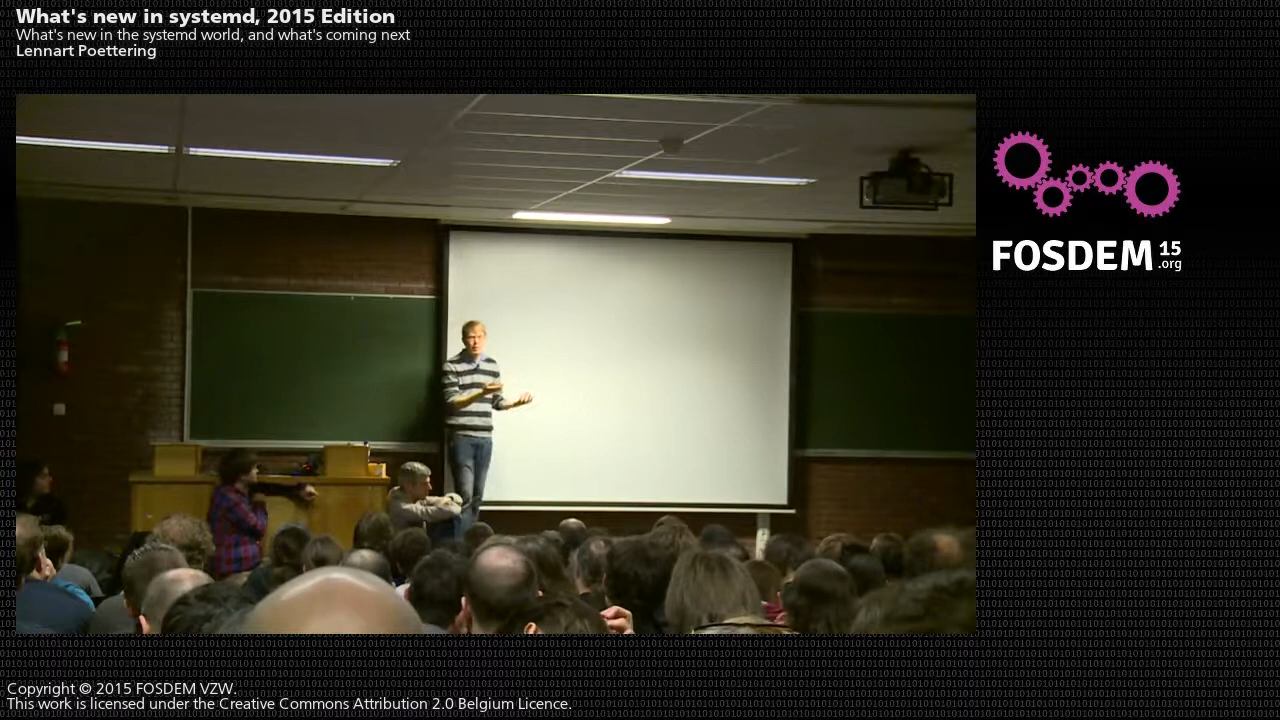 What's new in systemd, 2015 Edition
What's new in the systemd world, and what's coming next
Lennart Poettering
FOSDEM 15
.org
Copyright © 2015 FOSDEM VZW.
This work is licensed under the Creative Commons Attribution 2.0 Belgium Licence.